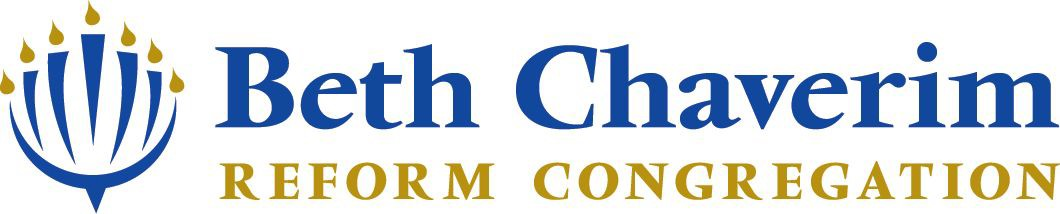 Beth Chaverim
REFORM CONGREGATION